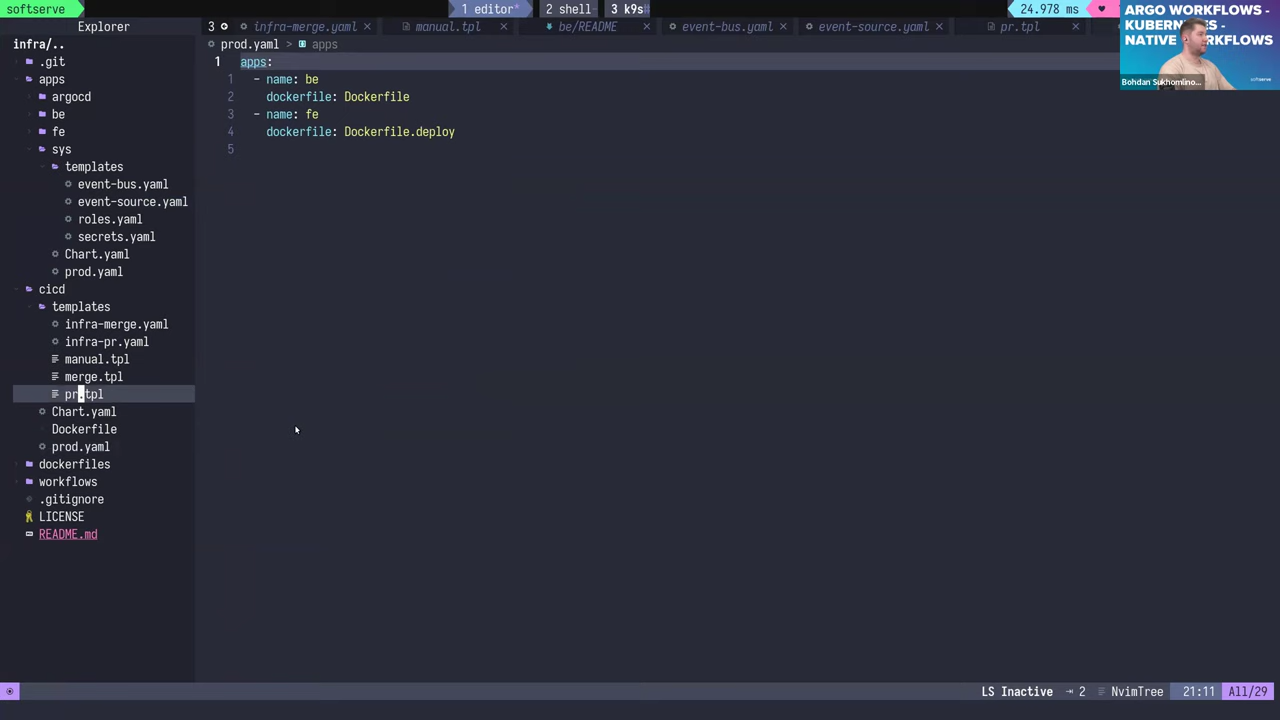 softserve
1 editor* 2 shell- 3 k9s#
24.978 ms ♥
ARGO WORKFLOWS -
KUBERNETES -
NATIVE WORKFLOWS
softserve
Bohdan Sukhomlino...
Explorer
3 infra-merge.yaml manual.tpl be/README event-bus.yaml event-source.yaml pr.tpl
infra/..
.git
apps
argocd
be
fe
sys
templates
event-bus.yaml
event-source.yaml
roles.yaml
secrets.yaml
Chart.yaml
prod.yaml
cicd
templates
infra-merge.yaml
infra-pr.yaml
manual.tpl
merge.tpl
pr.tpl
Chart.yaml
Dockerfile
prod.yaml
dockerfiles
workflows
.gitignore
LICENSE
README.md
prod.yaml > apps
1 apps:
1 - name: be
2 dockerfile: Dockerfile
3 - name: fe
4 dockerfile: Dockerfile.deploy
5
LS Inactive 2 NvimTree 21:11 All/29